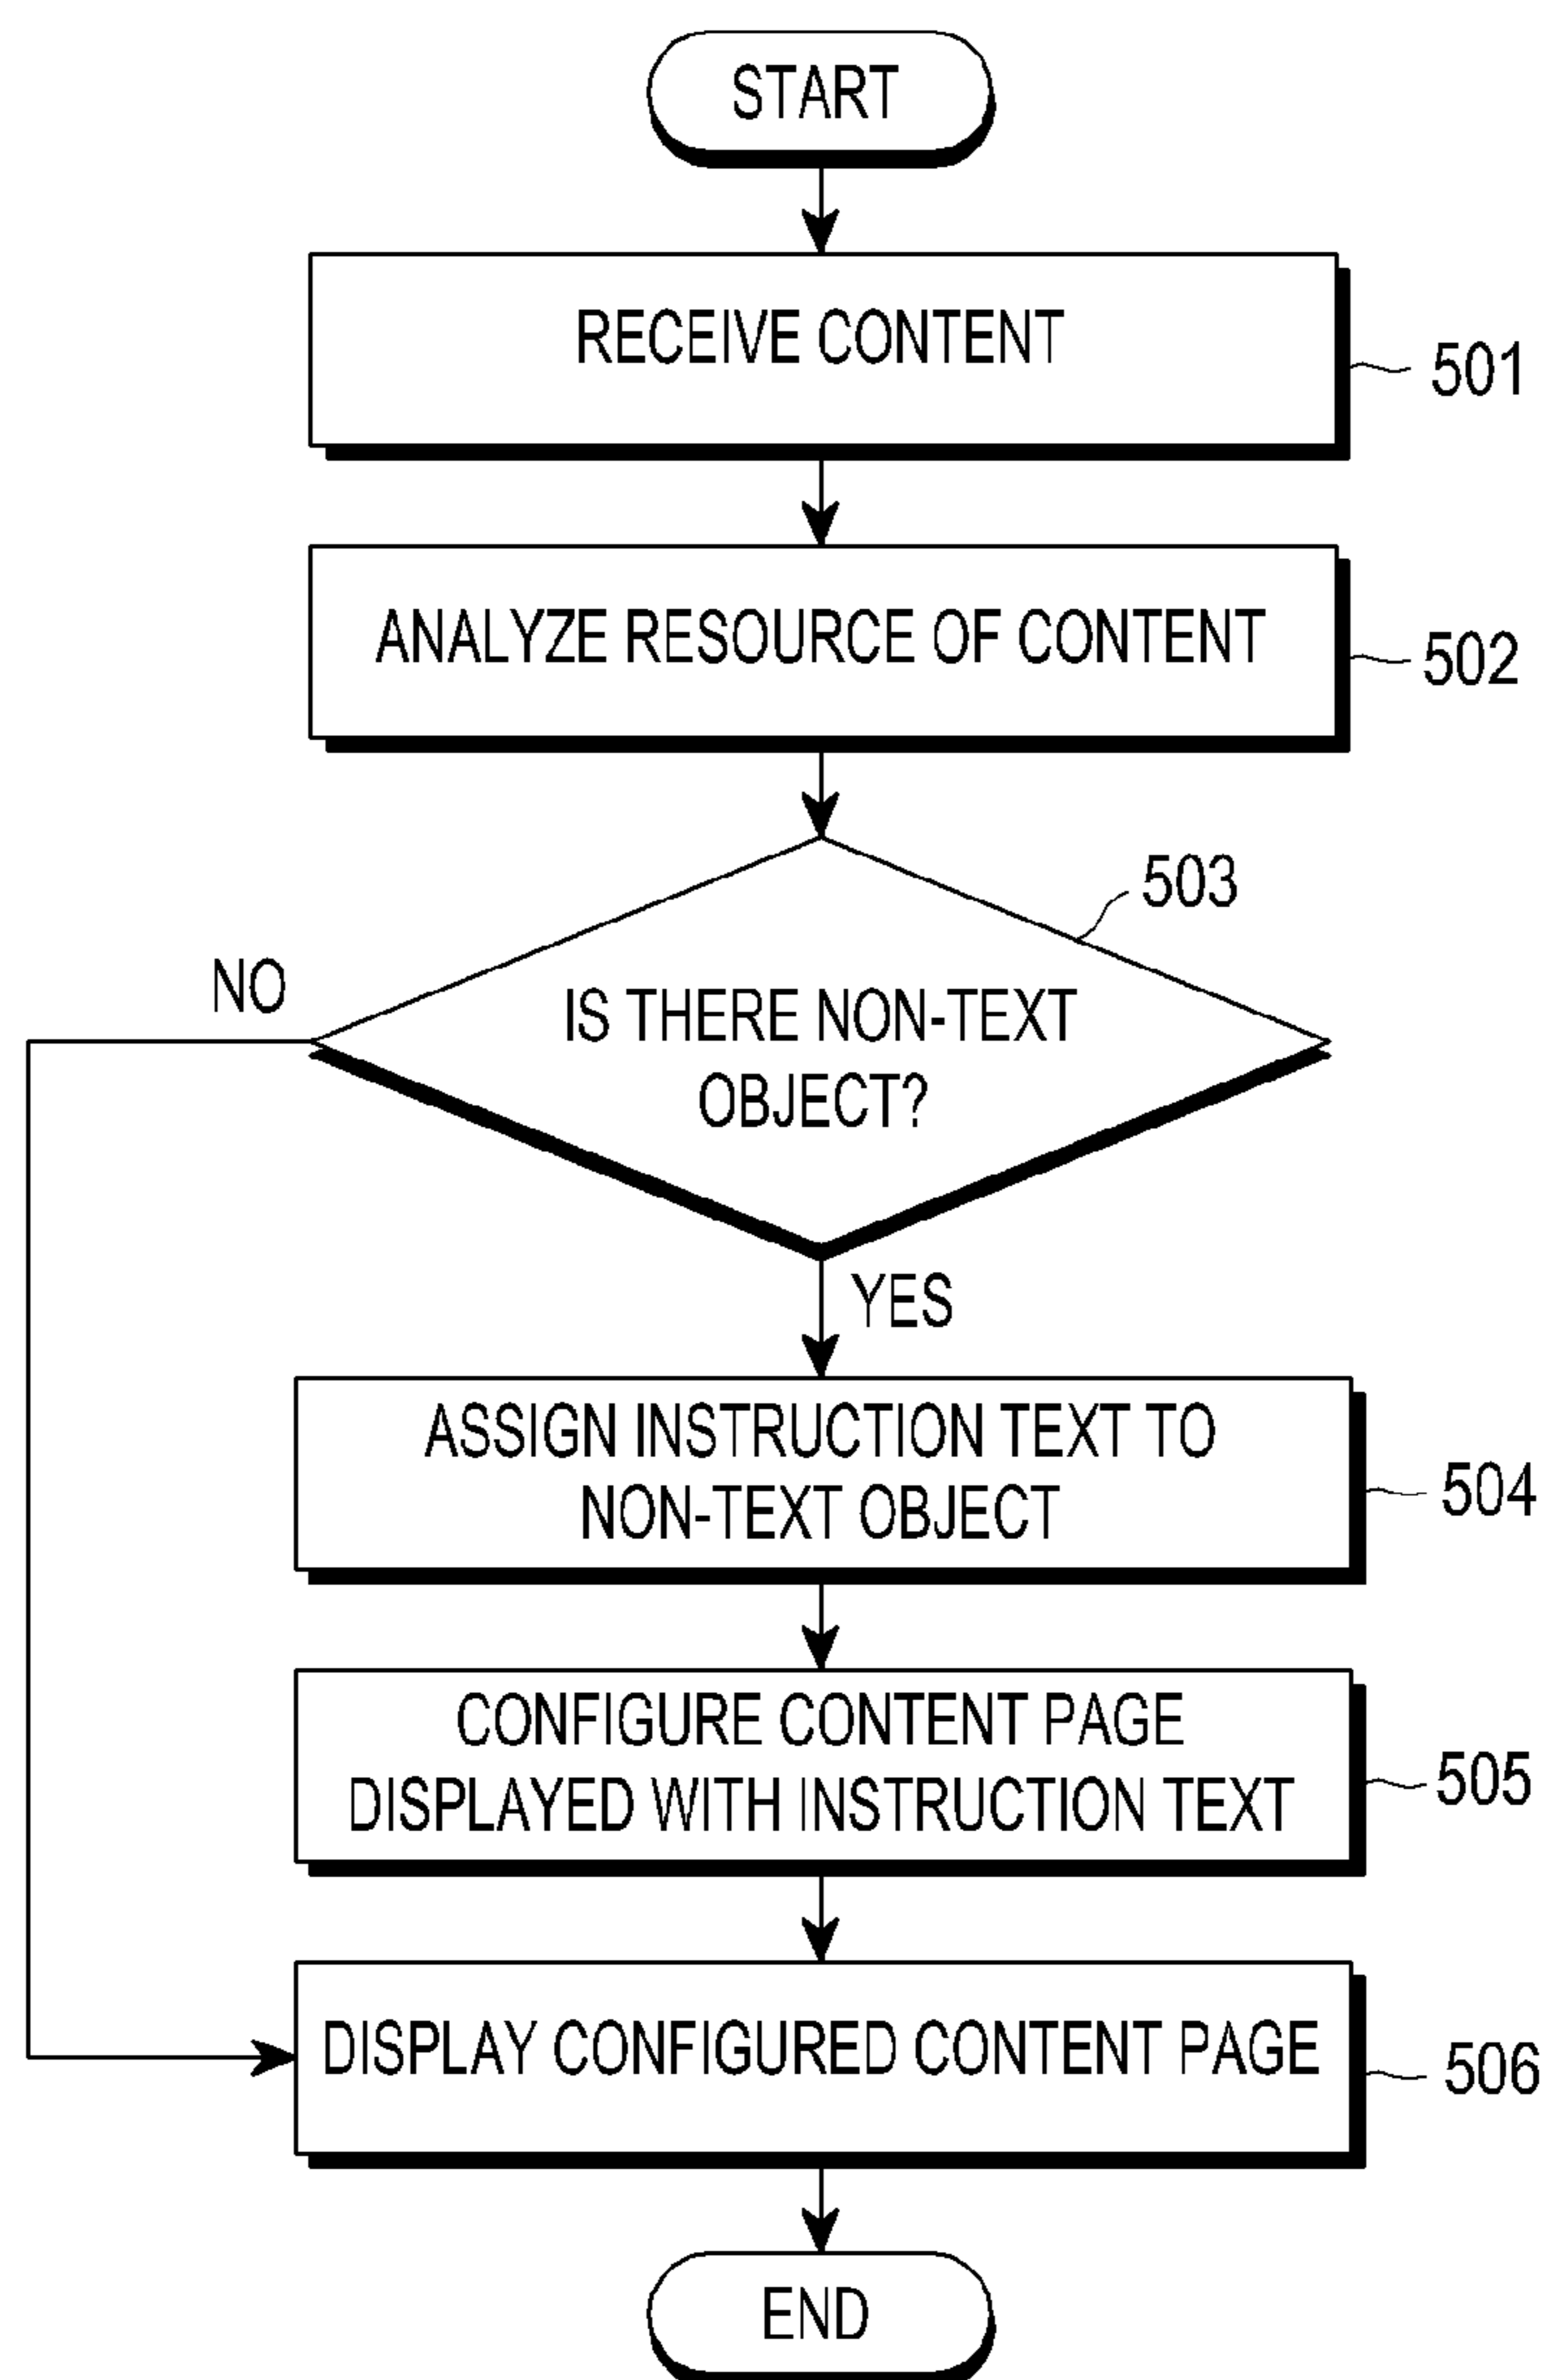 START
RECEIVE CONTENT
501
ANALYZE RESOURCE OF CONTENT
502
503
NO
IS THERE NON-TEXT
OBJECT?
YES
ASSIGN INSTRUCTION TEXT TO
NON-TEXT OBJECT
504
CONFIGURE CONTENT PAGE
DISPLAYED WITH INSTRUCTION TEXT
505
DISPLAY CONFIGURED CONTENT PAGE
506
END